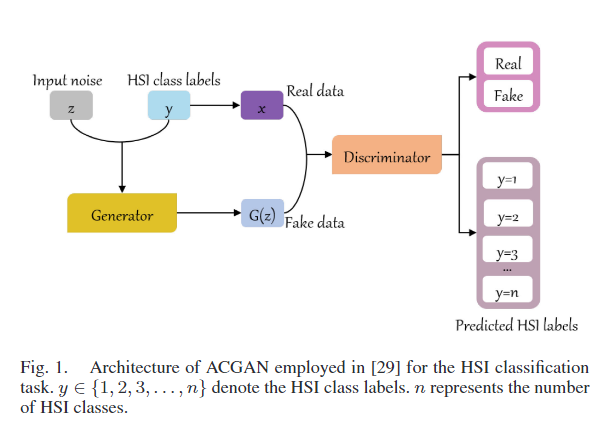 Input noise
HSI class labels
z
y
x
Real data
Real
Fake
Discriminator
Generator
G(z)
Fake data
y=1
y=2
y=3
...
y=n
Predicted HSI labels
Fig. 1. Architecture of ACGAN employed in [29] for the HSI classification
task. y ∈ {1, 2, 3, . . . , n} denote the HSI class labels. n represents the number
of HSI classes.